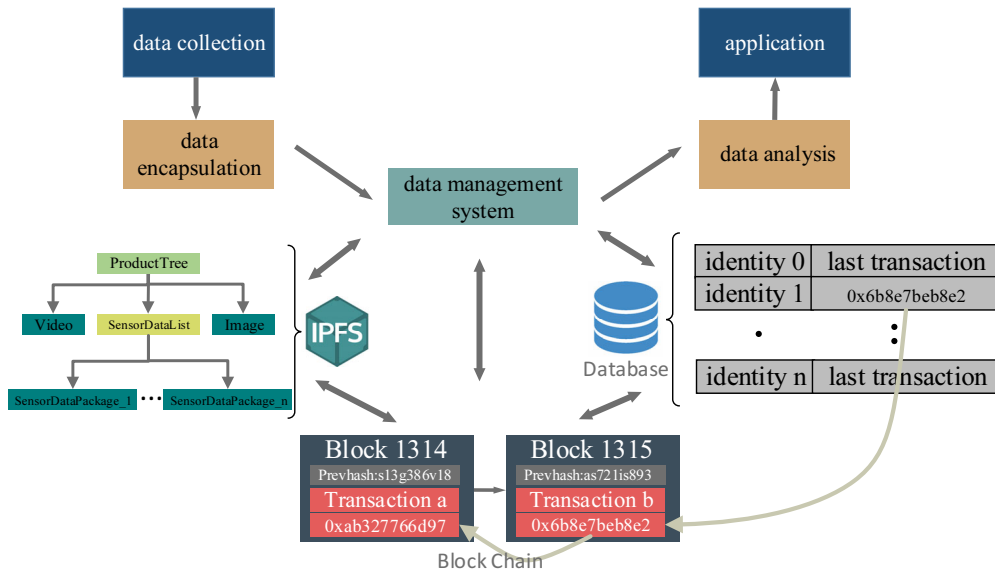 data collection
application
data
encapsulation
data analysis
data management
system
ProductTree
Video
SensorDataList
Image
SensorDataPackage_1
SensorDataPackage_n
IPFS
Database
identity 0 last transaction
identity 1 0x6b8e7beb8e2
identity n last transaction
Block 1314
Prevhash:s13g386v18
Transaction a
0xab327766d97
Block 1315
Prevhash:as721is893
Transaction b
0x6b8e7beb8e2
Block Chain